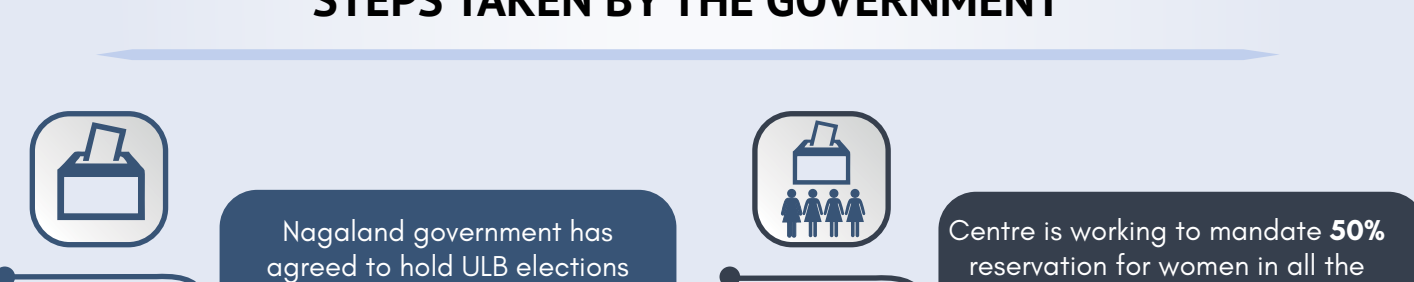 STEPS TAKEN BY THE GOVERNMENT
Nagaland government has
agreed to hold ULB elections
Centre is working to mandate 50%
reservation for women in all the